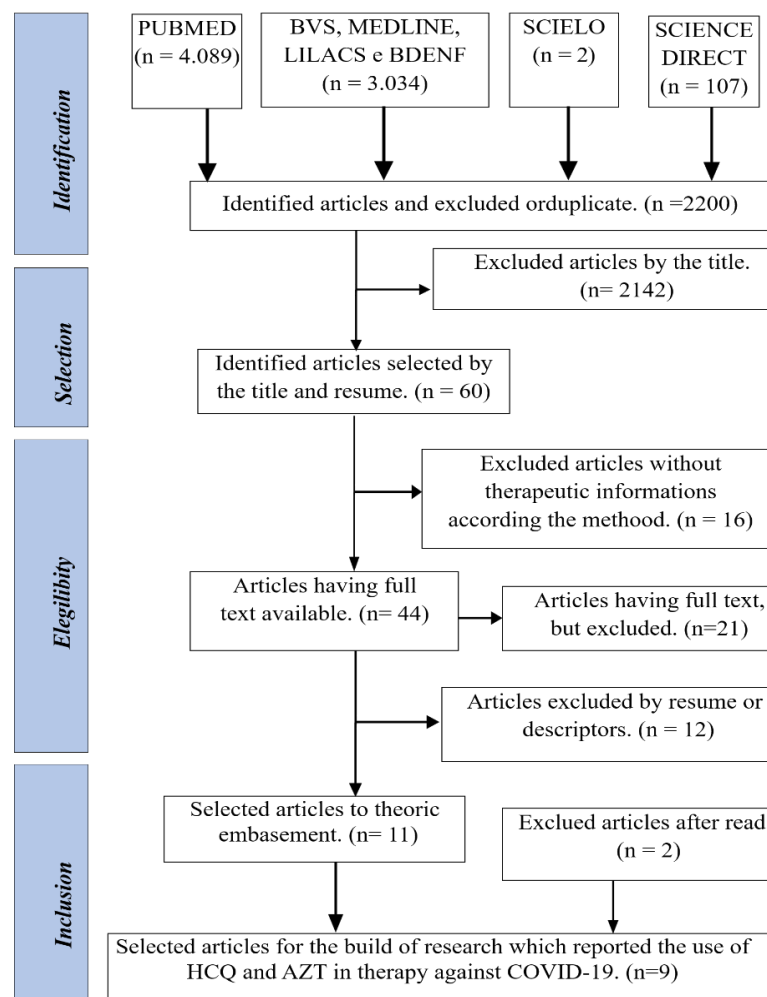 PUBMED
(n = 4.089)
BVS, MEDLINE,
LILACS e BDENF
(n = 3.034)
SCIELO
(n = 2)
SCIENCE
DIRECT
(n = 107)
Identification
Identified articles and excluded orduplicate. (n =2200)
Excluded articles by the title.
(n= 2142)
Selection
Identified articles selected by
the title and resume. (n = 60)
Elegilibity
Excluded articles without
therapeutic informations
according the methood. (n = 16)
Articles having full
text available. (n= 44)
Articles having full text,
but excluded. (n=21)
Articles excluded by resume or
descriptors. (n = 12)
Inclusion
Selected articles to theoric
embasement. (n= 11)
Exclued articles after read.
(n = 2)
Selected articles for the build of research which reported the use of
HCQ and AZT in therapy against COVID-19. (n=9)